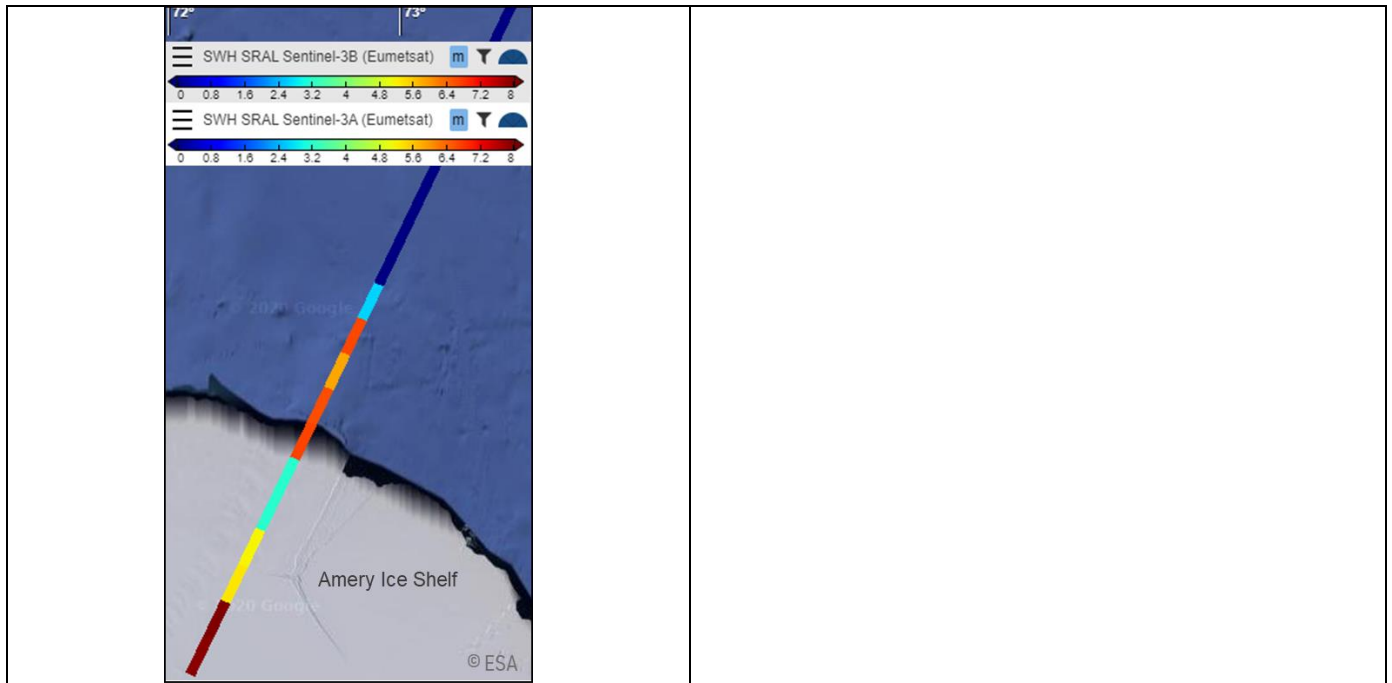 72° 73°
SWH SRAL Sentinel-3B (Eumetsat) m
0 0.8 1.6 2.4 3.2 4 4.8 5.6 6.4 7.2 8
SWH SRAL Sentinel-3A (Eumetsat) m
0 0.8 1.6 2.4 3.2 4 4.8 5.6 6.4 7.2 8
© 2020 Google
Amery Ice Shelf
© 2020 Google
© ESA